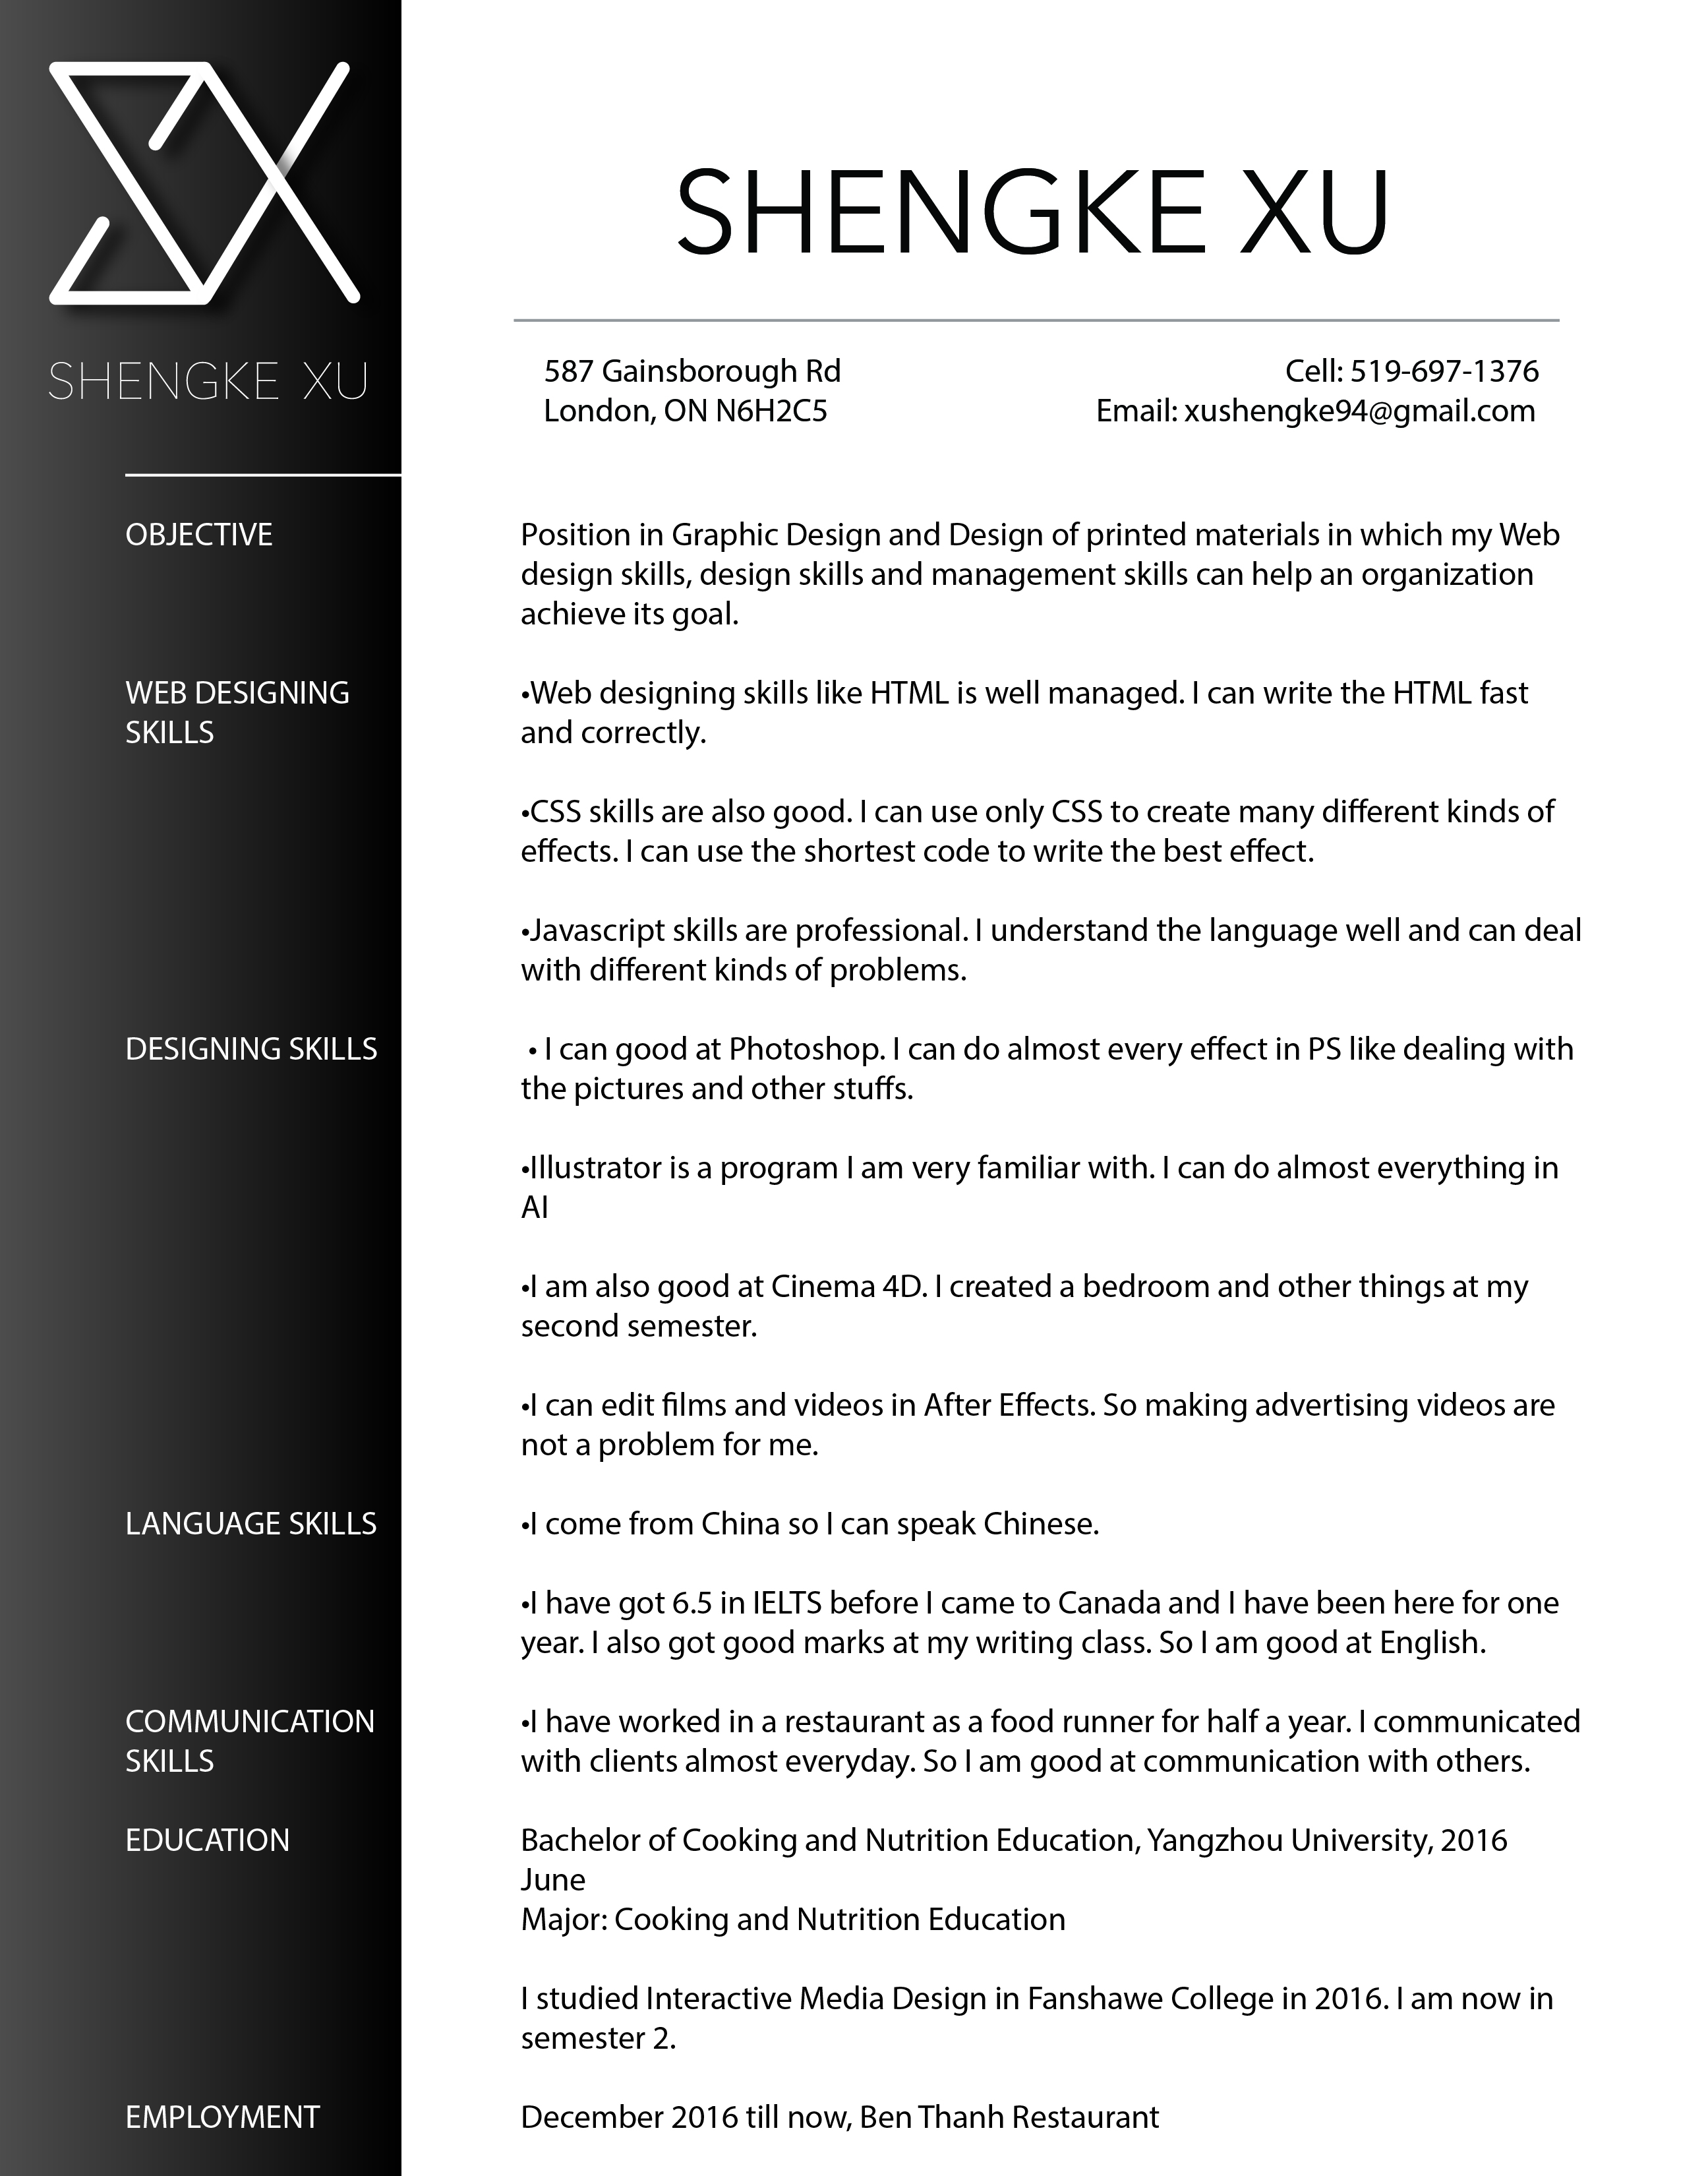 SX
SHENGKE XU
SHENGKE XU
587 Gainsborough Rd
London, ON N6H2C5
Cell: 519-697-1376
Email: xushengke94@gmail.com
OBJECTIVE
Position in Graphic Design and Design of printed materials in which my Web
design skills, design skills and management skills can help an organization
achieve its goal.
WEB DESIGNING
SKILLS
•Web designing skills like HTML is well managed. I can write the HTML fast
and correctly.
•CSS skills are also good. I can use only CSS to create many different kinds of
effects. I can use the shortest code to write the best effect.
•Javascript skills are professional. I understand the language well and can deal
with different kinds of problems.
DESIGNING SKILLS
• I can good at Photoshop. I can do almost every effect in PS like dealing with
the pictures and other stuffs.
•Illustrator is a program I am very familiar with. I can do almost everything in
AI
•I am also good at Cinema 4D. I created a bedroom and other things at my
second semester.
•I can edit films and videos in After Effects. So making advertising videos are
not a problem for me.
LANGUAGE SKILLS
•I come from China so I can speak Chinese.
•I have got 6.5 in IELTS before I came to Canada and I have been here for one
year. I also got good marks at my writing class. So I am good at English.
COMMUNICATION
SKILLS
•I have worked in a restaurant as a food runner for half a year. I communicated
with clients almost everyday. So I am good at communication with others.
EDUCATION
Bachelor of Cooking and Nutrition Education, Yangzhou University, 2016
June
Major: Cooking and Nutrition Education
I studied Interactive Media Design in Fanshawe College in 2016. I am now in
semester 2.
EMPLOYMENT
December 2016 till now, Ben Thanh Restaurant